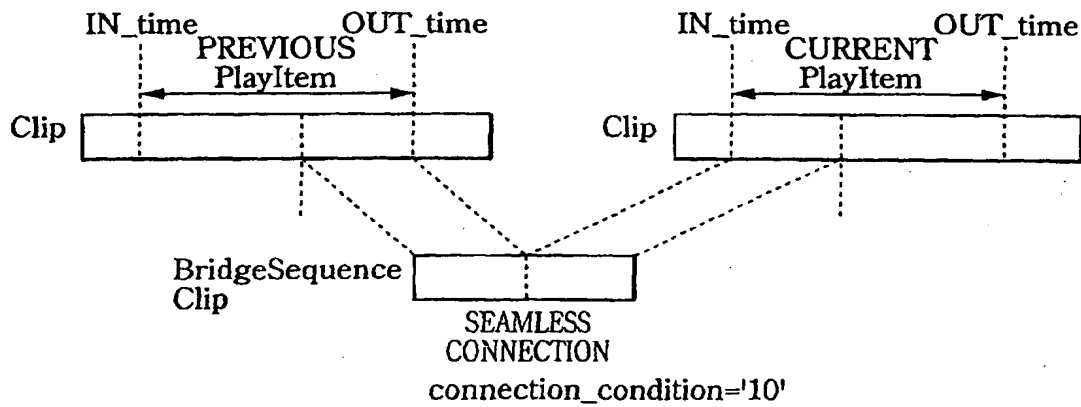 IN_time OUT_time IN_time OUT_time
PREVIOUS CURRENT
PlayItem PlayItem
Clip Clip
BridgeSequence
Clip
SEAMLESS
CONNECTION
connection_condition='10'